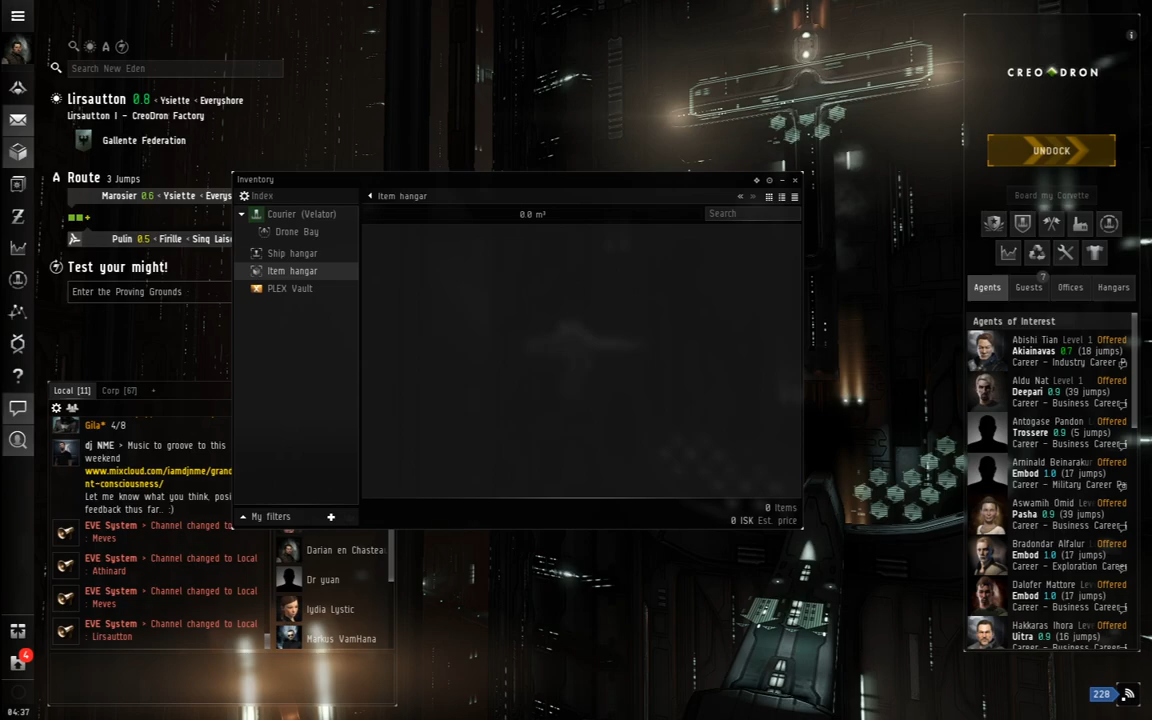 Search New Eden
Lirsautton 0.8 < Ysiette < Everyshore
Lirsautton I - CreoDron Factory
Gallente Federation
Route 3 Jumps
Marosier 0.6 < Ysiette < Everys
Pulin 0.5 < Firille < Sinq Lais
Test your might!
Enter the Proving Grounds
Local [11] Corp [67] +
Gila* 4/8
dj NME > Music to groove to this
weekend
www.mixcloud.com/iamdjnme/grand
nt-consciousness/
Let me know what you think, posi
feedback thus far.. :)
EVE System > Channel changed to
: Meves
EVE System > Channel changed to Local
: Athinard
EVE System > Channel changed to Local
: Meves
EVE System > Channel changed to Local
: Lirsautton
Darian en Chastea
Dr yuan
lydia Lystic
Markus VamHana
4
04:37
Inventory
Index
Courier (Velator)
Drone Bay
Ship hangar
Item hangar
PLEX Vault
My filters +
Item hangar
0.0 m³
Search
0 Items
0 ISK Est. price
CREODRON
UNDOCK
Board my Corvette
7
Agents Guests Offices Hangars
Agents of Interest
Abishi Tian Level 1 Offered
Akiainavas 0.7 (18 jumps)
Career - Industry Career
Aldu Nat Level 1 Offered
Deepari 0.9 (39 jumps)
Career - Business Career
Antogase Pandon Offered
Trossere 0.9 (5 jumps)
Career - Business Career
Arninald Beinarakur Offered
Embod 1.0 (17 jumps)
Career - Military Career
Aswamih Omid Level Offered
Pasha 0.9 (39 jumps)
Career - Business Career
Bradondar Alfalur Offered
Embod 1.0 (17 jumps)
Career - Exploration Career
Dalofer Mattore Lev Offered
Embod 1.0 (17 jumps)
Career - Business Career
Hakkaras Ihora Leve Offered
Uitra 0.9 (16 jumps)
Career - Business Career
228